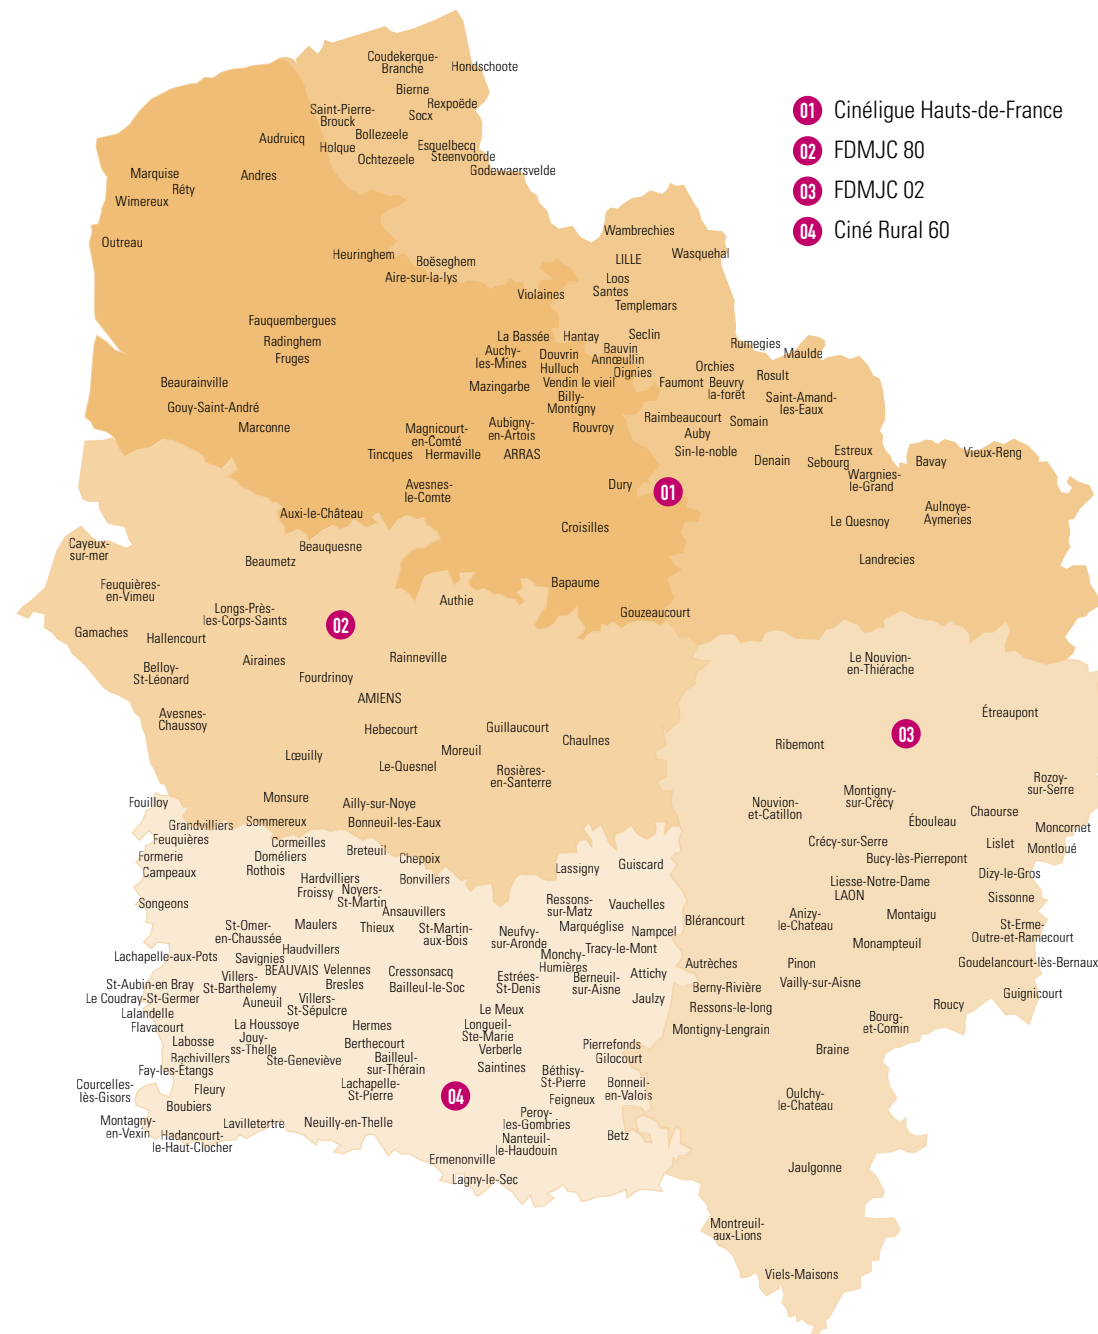 01 Cinéligue Hauts-de-France
02 FDMJC 80
03 FDMJC 02
04 Ciné Rural 60
Coudekerque-
Branche
Hondschoote
Bierne
Rexpoëde
Saint-Pierre-
Brouck
Socx
Bollezeele
Audruicq
Holque
Esquelbecq
Ochtezeele
Steenvoorde
Godewaersvelde
Marquise
Andres
Réty
Wimereux
Outreau
Heuringhem
Boëseghem
Aire-sur-la-lys
Wambrechies
Wasquehal
LILLE
Loos
Santes
Templemars
Violaines
Fauquembergues
Radinghem
Fruges
La Bassée
Hantay
Seclin
Auchy-
les-Mines
Douvrin
Hulluch
Bauvin
Annœullin
Oignies
Rumegies
Maulde
Beaurainville
Mazingarbe
Vendin le vieil
Billy-
Montigny
Faumont
Orchies
Beuvry
la-forêt
Rosult
Saint-Amand-
les-Eaux
Gouy-Saint-André
Marconne
Magnicourt-
en-Comté
Aubigny-
en-Artois
Rouvroy
Raimbeaucourt
Auby
Somain
Tincques
Hermaville
ARRAS
Sin-le-noble
Denain
Sebourg
Estreux
Wargnies-
le-Grand
Bavay
Vieux-Reng
Avesnes-
le-Comte
Dury
01
Auxi-le-Château
Croisilles
Le Quesnoy
Aulnoye-
Aymeries
Landrecies
Bapaume
Gouzeaucourt
Cayeux-
sur-mer
Beauquesne
Beaumetz
Feuquières-
en-Vimeu
Authie
Longs-Près-
les-Corps-Saints
02
Gamaches
Hallencourt
Airaines
Rainneville
Belloy-
St-Léonard
Fourdrinoy
AMIENS
Avesnes-
Chaussoy
Hebecourt
Guillaucourt
Chaulnes
Lœuilly
Moreuil
Le-Quesnel
Rosières-
en-Santerre
Monsure
Ailly-sur-Noye
Le Nouvion-
en-Thiérache
Étreaupont
Ribemont
03
Rozoy-
sur-Serre
Nouvion-
et-Catillon
Montigny-
sur-Crécy
Ébouleau
Chaourse
Moncornet
Crécy-sur-Serre
Lislet
Montloué
Bucy-lès-Pierrepont
Dizy-le-Gros
Liesse-Notre-Dame
LAON
Sissonne
Blérancourt
Anizy-
le-Chateau
Montaigu
St-Erme-
Outre-et-Ramecourt
Monampteuil
Autrèches
Pinon
Goudelancourt-lès-Bernaux
Berny-Rivière
Vailly-sur-Aisne
Guignicourt
Ressons-le-long
Roucy
Montigny-Lengrain
Bourg-
et-Comin
Braine
Oulchy-
le-Chateau
Jaulgonne
Montreuil-
aux-Lions
Viels-Maisons
Fouilloy
Grandvilliers
Sommereux
Bonneuil-les-Eaux
Feuquières
Formerie
Campeaux
Cormeilles
Doméliers
Rothois
Breteuil
Chepoix
Lassigny
Guiscard
Hardvilliers
Froissy
Noyers-
St-Martin
Bonvillers
Songeons
Ansauvillers
Ressons-
sur-Matz
Vauchelles
St-Omer-
en-Chaussée
Maulers
Thieux
St-Martin-
aux-Bois
Neufvy-
sur-Aronde
Marquéglise
Nampcel
Lachapelle-aux-Pots
Savignies
Haudvillers
Monchy-
Humières
Tracy-le-Mont
St-Aubin-en Bray
Villers-
St-Barthelemy
BEAUVAIS
Velennes
Bresles
Cressonsacq
Bailleul-le-Soc
Estrées-
St-Denis
Berneuil-
sur-Aisne
Attichy
Le Coudray-St-Germer
Auneuil
Villers-
St-Sépulcre
Jaulzy
Lalandelle
Flavacourt
La Houssoye
Hermes
Le Meux
Longueil-
Ste-Marie
Labosse
Jouy-
ss-Thelle
Berthecourt
Verberle
Pierrefonds
Gilocourt
Bachivillers
Ste-Geneviève
Bailleul-
sur-Thérain
Saintines
Béthisy-
St-Pierre
Fay-les-Etangs
Courcelles-
lès-Gisors
Fleury
Lachapelle-
St-Pierre
04
Feigneux
Bonneil-
en-Valois
Boubiers
Montagny-
en-Vexin
Lavilletertre
Neuilly-en-Thelle
Peroy-
les-Gombries
Hadancourt-
le-Haut-Clocher
Nanteuil-
le-Haudouin
Betz
Ermenonville
Lagny-le-Sec